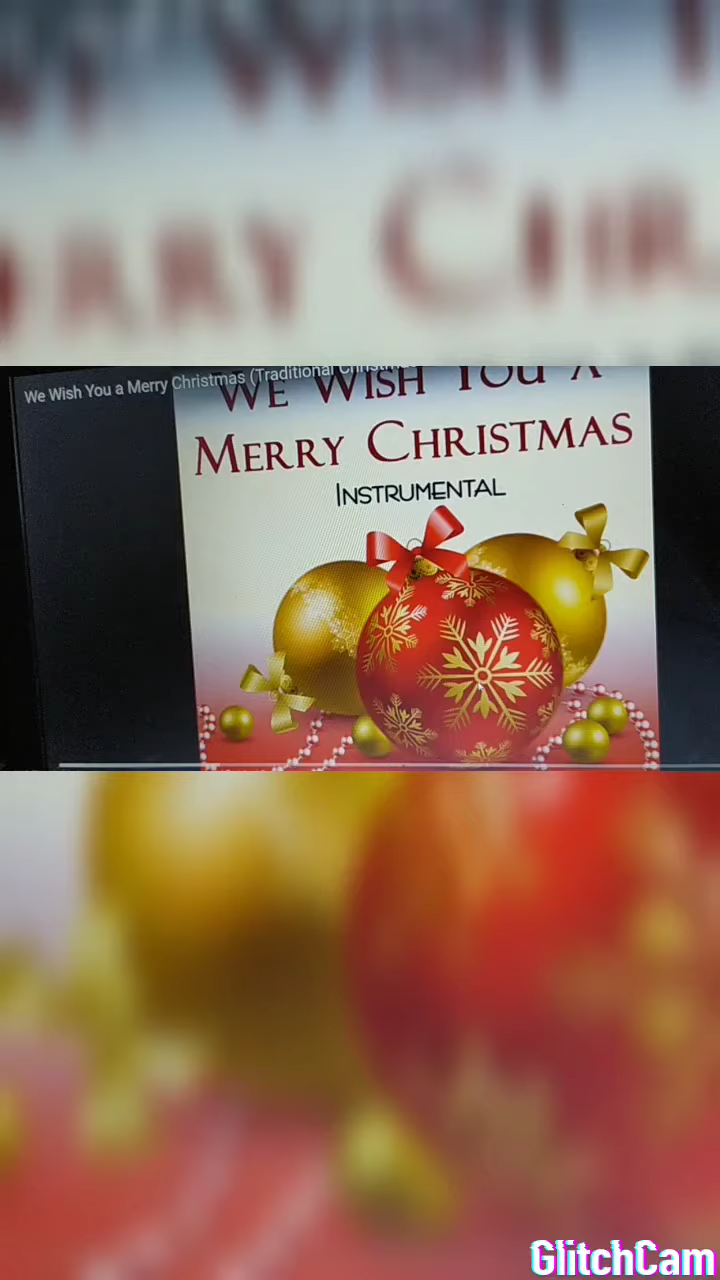 We Wish You a Merry Christmas (Traditional
WE WISH YOU A
MERRY CHRISTMAS
INSTRUMENTAL
GlitchCam